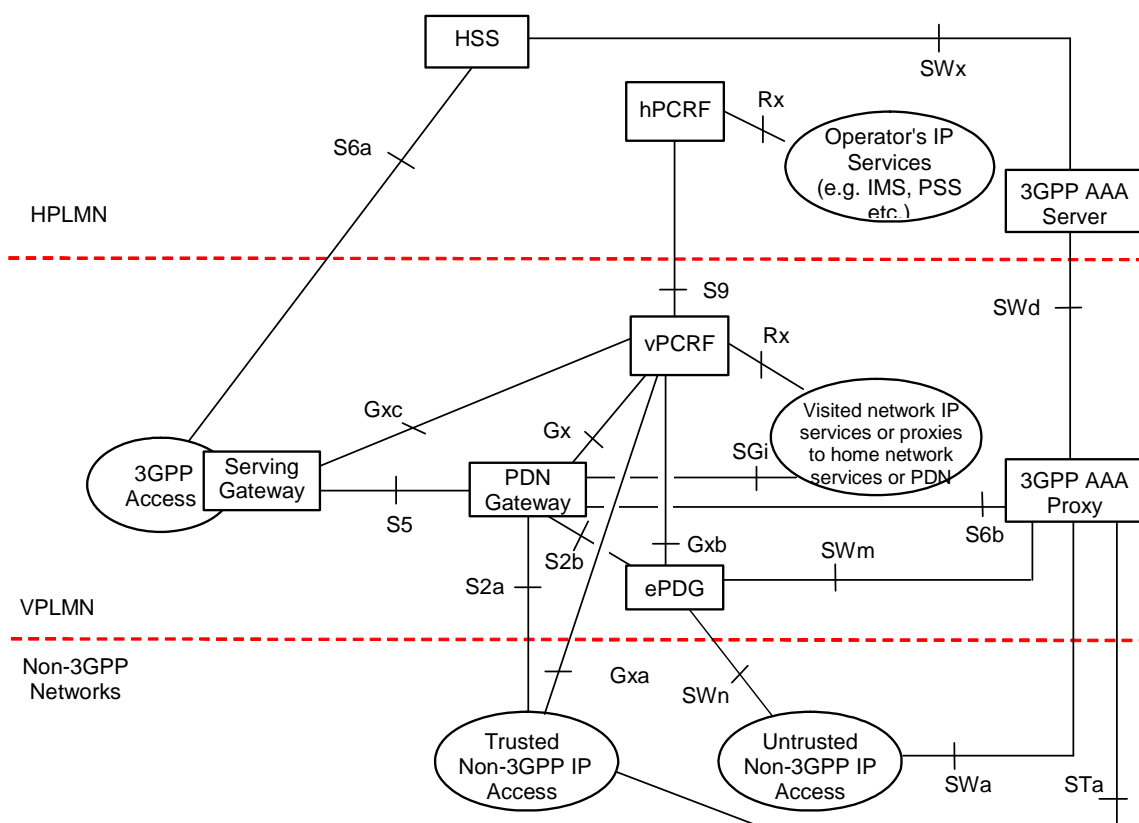 HSS
SWx
hPCRF
Rx
Operator's IP
Services
(e.g. IMS, PSS
etc.)
S6a
3GPP AAA
Server
HPLMN
S9
SWd
vPCRF
Rx
Gxc
Gx
Visited network IP
services or proxies
to home network
services or PDN
SGi
3GPP
Access
Serving
Gateway
PDN
Gateway
3GPP AAA
Proxy
S5
S6b
S2b
Gxb
SWm
S2a
ePDG
VPLMN
Non-3GPP
Networks
Gxa
SWn
Trusted
Non-3GPP IP
Access
Untrusted
Non-3GPP IP
Access
SWa
STa